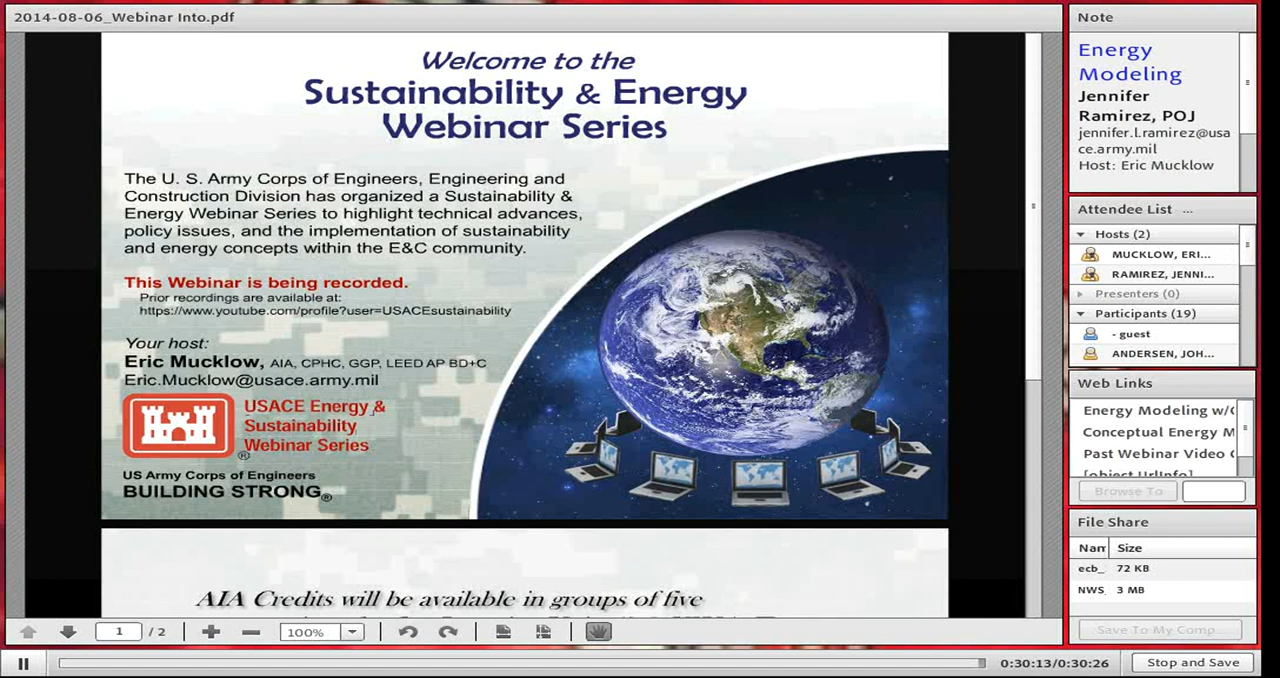 2014-08-06_Webinar Into.pdf
Welcome to the
Sustainability & Energy
Webinar Series
The U. S. Army Corps of Engineers, Engineering and
Construction Division has organized a Sustainability &
Energy Webinar Series to highlight technical advances,
policy issues, and the implementation of sustainability
and energy concepts within the E&C community.
This Webinar is being recorded.
Prior recordings are available at:
https://www.youtube.com/profile?user=USACEsustainability
Your host:
Eric Mucklow, AIA, CPHC, GGP, LEED AP BD+C
Eric.Mucklow@usace.army.mil
USACE Energy &
Sustainability
Webinar Series
®
US Army Corps of Engineers
BUILDING STRONG®
AIA Credits will be available in groups of five
1 / 2
100%
Note
Energy
Modeling
Jennifer
Ramirez, POJ
jennifer.l.ramirez@usa
ce.army.mil
Host: Eric Mucklow
Attendee List ...
Hosts (2)
MUCKLOW, ERI...
RAMIREZ, JENNI...
Presenters (0)
Participants (19)
- guest
ANDERSEN, JOH...
Web Links
Energy Modeling w/
Conceptual Energy M
Past Webinar Video
[object UrlInfo]
Browse To
File Share
Nam Size
ecb_ 72 KB
NWS_ 3 MB
Save To My Comp...
0:30:13/0:30:26
Stop and Save